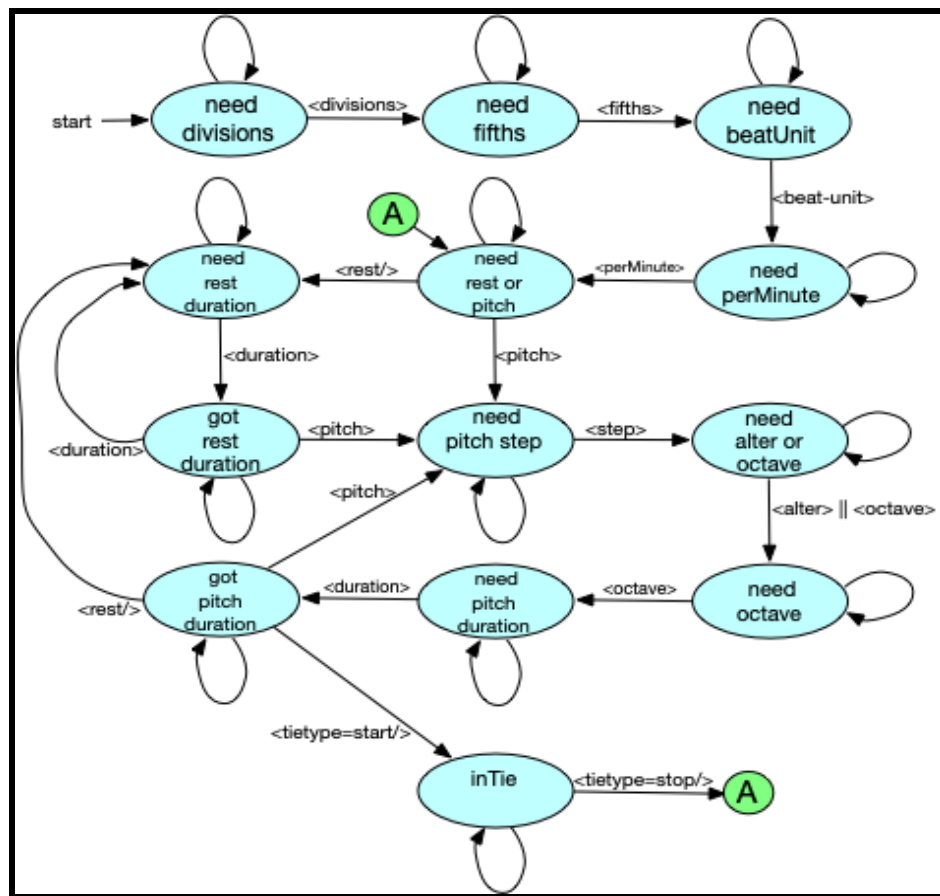 need
divisions
<divisions>
need
fifths
<fifths>
need
beatUnit
start
<beat-unit>
A
need
rest
duration
<rest/>
need
rest or
pitch
<perMinute>
need
perMinute
<duration>
<pitch>
got
rest
duration
<pitch>
need
pitch step
<step>
need
alter or
octave
<duration>
<pitch>
<alter> || <octave>
got
pitch
duration
<duration>
need
pitch
duration
<octave>
need
octave
<rest/>
<tietype=start/>
inTie
<tietype=stop/>
A